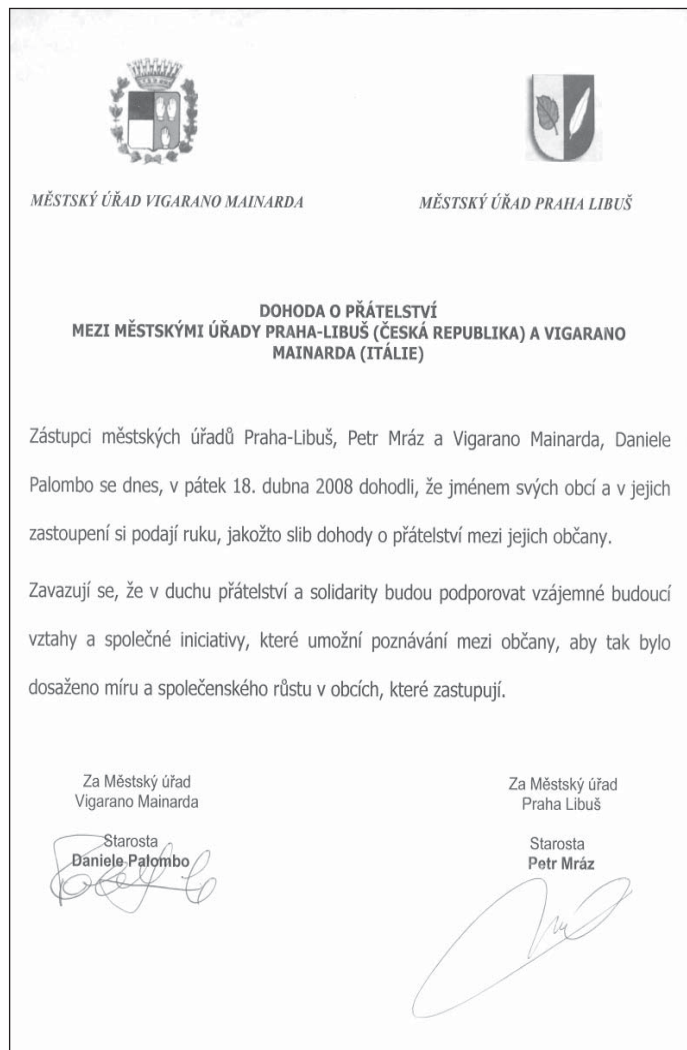 MĚSTSKÝ ÚŘAD VIGARANO MAINARDA
MĚSTSKÝ ÚŘAD PRAHA LIBUŠ
DOHODA O PŘÁTELSTVÍ
MEZI MĚSTSKÝMI ÚŘADY PRAHA-LIBUŠ (ČESKÁ REPUBLIKA) A VIGARANO
MAINARDA (ITÁLIE)
Zástupci městských úřadů Praha-Libuš, Petr Mráz a Vigarano Mainarda, Daniele
Palombo se dnes, v pátek 18. dubna 2008 dohodli, že jménem svých obcí a v jejich
zastoupení si podají ruku, jakožto slib dohody o přátelství mezi jejich občany.
Zavazují se, že v duchu přátelství a solidarity budou podporovat vzájemné budoucí
vztahy a společné iniciativy, které umožní poznávání mezi občany, aby tak bylo
dosaženo míru a společenského růstu v obcích, které zastupují.
Za Městský úřad
Vigarano Mainarda
Starosta
Daniele Palombo
Za Městský úřad
Praha Libuš
Starosta
Petr Mráz